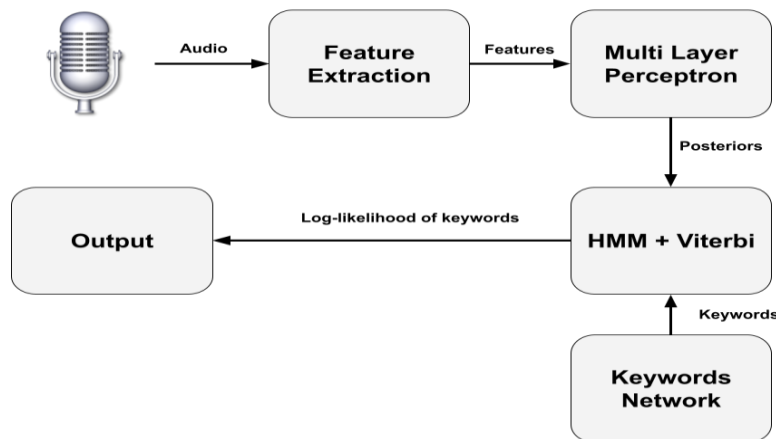 Audio
Feature
Extraction
Features
Multi Layer
Perceptron
Posteriors
HMM + Viterbi
Log-likelihood of keywords
Output
Keywords
Keywords
Network